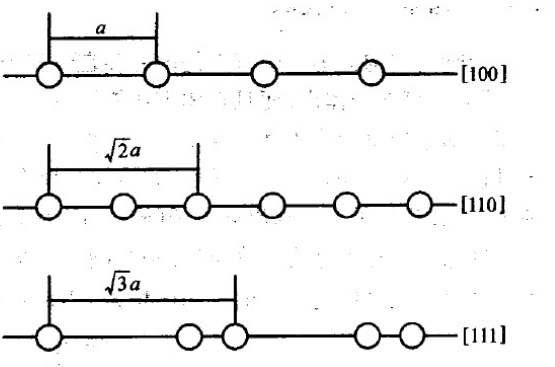 a
[100]
√2a
[110]
√3a
[111]